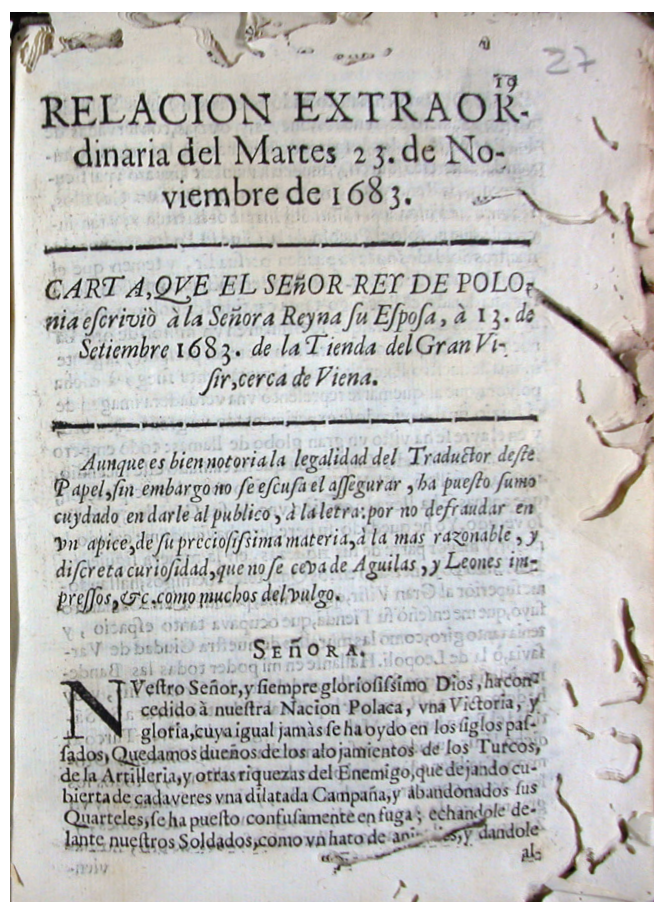 27
19
RELACION EXTRAOR-
dinaria del Martes 23. de No-
viembre de 1683.
CARTA, QVE EL SEñOR REY DE POLO-
nia eſcriviò à la Señora Reyna ſu Eſpoſa, à 13. de
Setiembre 1683. de la Tienda del Gran Vi-
ſir, cerca de Viena.
Aunque es bien notoria la legalidad del Traductor deſte
Papel, ſin embargo no ſe eſcuſa el aſſegurar, ha pueſto ſumo
cuydado en darle al publico, à la letra: por no defraudar en
vn apice, de ſu precioſiſsima materia, à la mas razonable, y
diſcreta curioſidad, que no ſe ceva de Aguilas, y Leones im-
preſſos, &c. como muchos del vulgo.
SEñORA.
NVeſtro Señor, y ſiempre glorioſiſsimo Dios, ha con-
cedido à nueſtra Nacion Polaca, vna Victoria, y
gloria, cuya igual jamàs ſe ha oydo en los ſiglos paſ-
ſados, Quedamos dueños de los alojamientos de los Turcos,
de la Artilleria, y otras riquezas del Enemigo, que dejando cu-
bierta de cadaveres vna dilatada Campaña, y abandonados ſus
Quarteles, ſe ha pueſto confuſamente en fuga; echandole de-
lante nueſtros Soldados, como vn hato de y dandole
al-